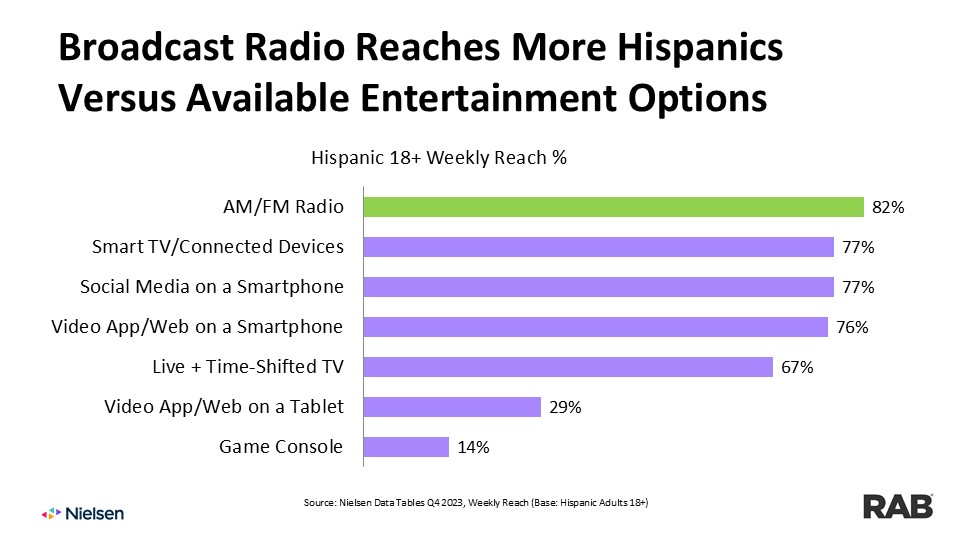 Broadcast Radio Reaches More Hispanics
Versus Available Entertainment Options
Hispanic 18+ Weekly Reach %
AM/FM Radio 82%
Smart TV/Connected Devices 77%
Social Media on a Smartphone 77%
Video App/Web on a Smartphone 76%
Live + Time-Shifted TV 67%
Video App/Web on a Tablet 29%
Game Console 14%
Source: Nielsen Data Tables Q4 2023, Weekly Reach (Base: Hispanic Adults 18+)
Nielsen
RAB